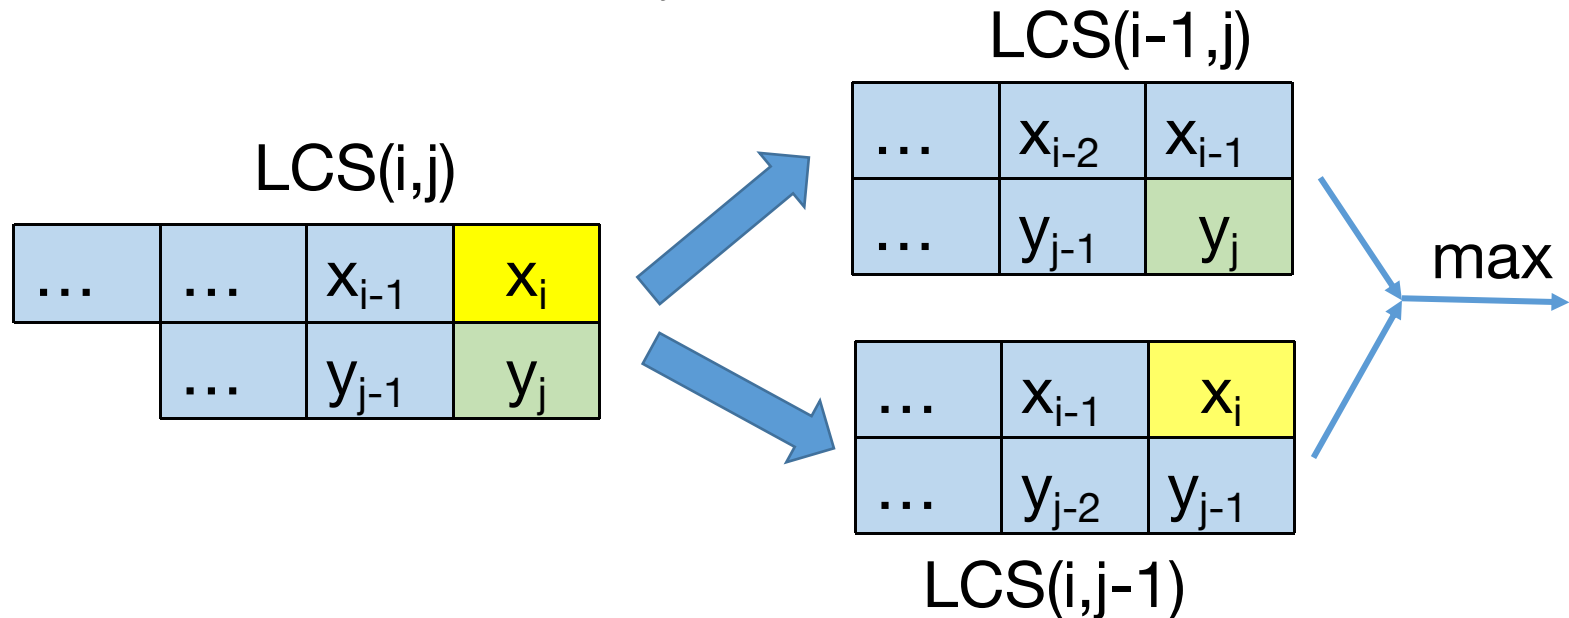 LCS(i,j)
... ... xi-1 xi
... yj-1 yj
LCS(i-1,j)
... xi-2 xi-1
... yj-1 yj
... xi-1 xi
... yj-2 yj-1
LCS(i,j-1)
max